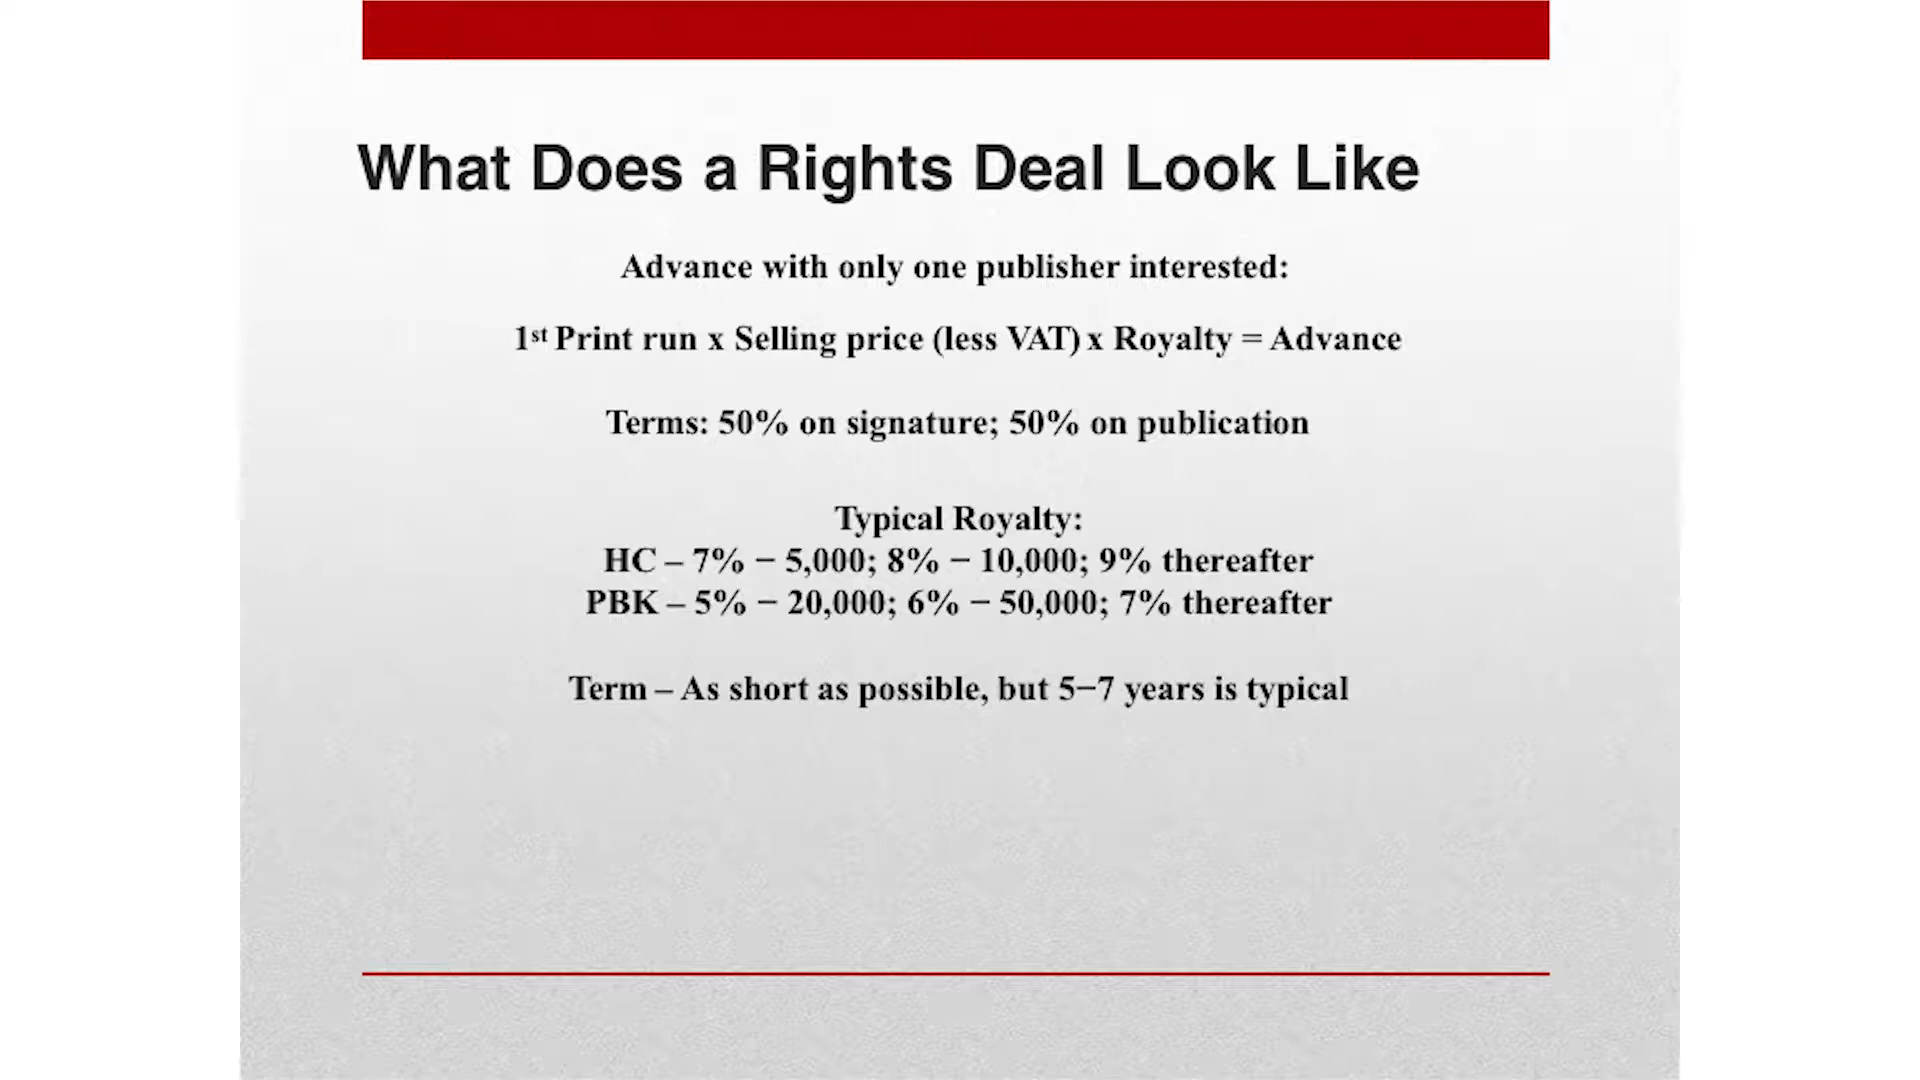 What Does a Rights Deal Look Like
Advance with only one publisher interested:
1st Print run x Selling price (less VAT) x Royalty = Advance
Terms: 50% on signature; 50% on publication
Typical Royalty:
HC – 7% – 5,000; 8% – 10,000; 9% thereafter
PBK – 5% – 20,000; 6% – 50,000; 7% thereafter
Term – As short as possible, but 5–7 years is typical